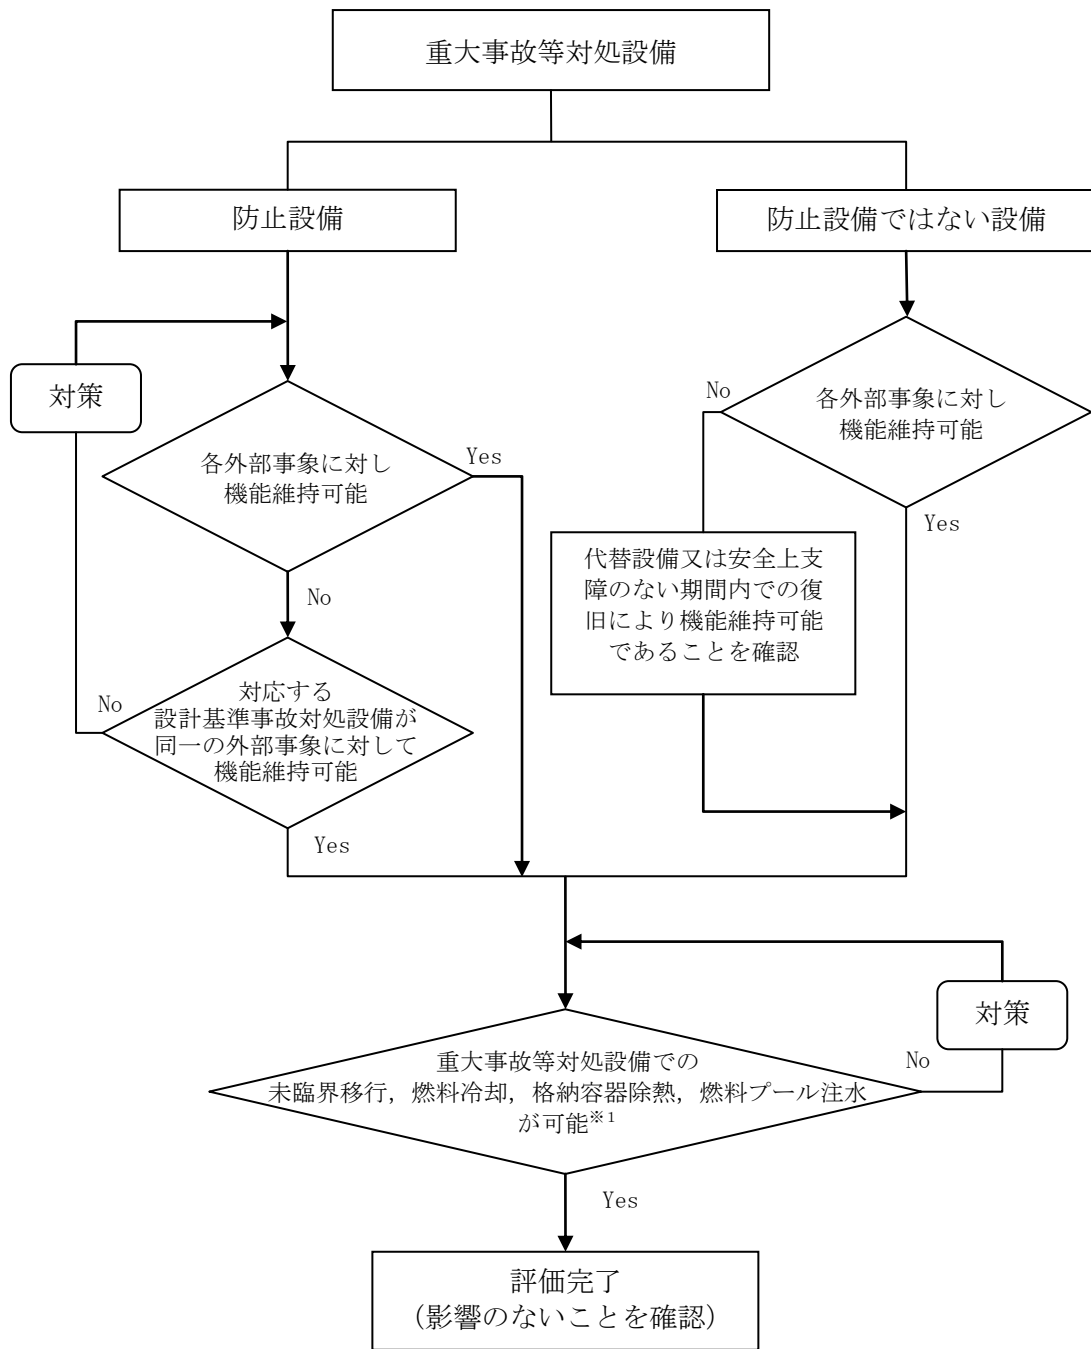 重大事故等対処設備
防止設備
防止設備ではない設備
対策
No
各外部事象に対し
機能維持可能
各外部事象に対し
機能維持可能
Yes
Yes
代替設備又は安全上支
障のない期間内での復
旧により機能維持可能
であることを確認
No
No
対応する
設計基準事故対処設備が
同一の外部事象に対して
機能維持可能
Yes
対策
No
重大事故等対処設備での
未臨界移行，燃料冷却，格納容器除熱，燃料プール注水
が可能※1
Yes
評価完了
（影響のないことを確認）